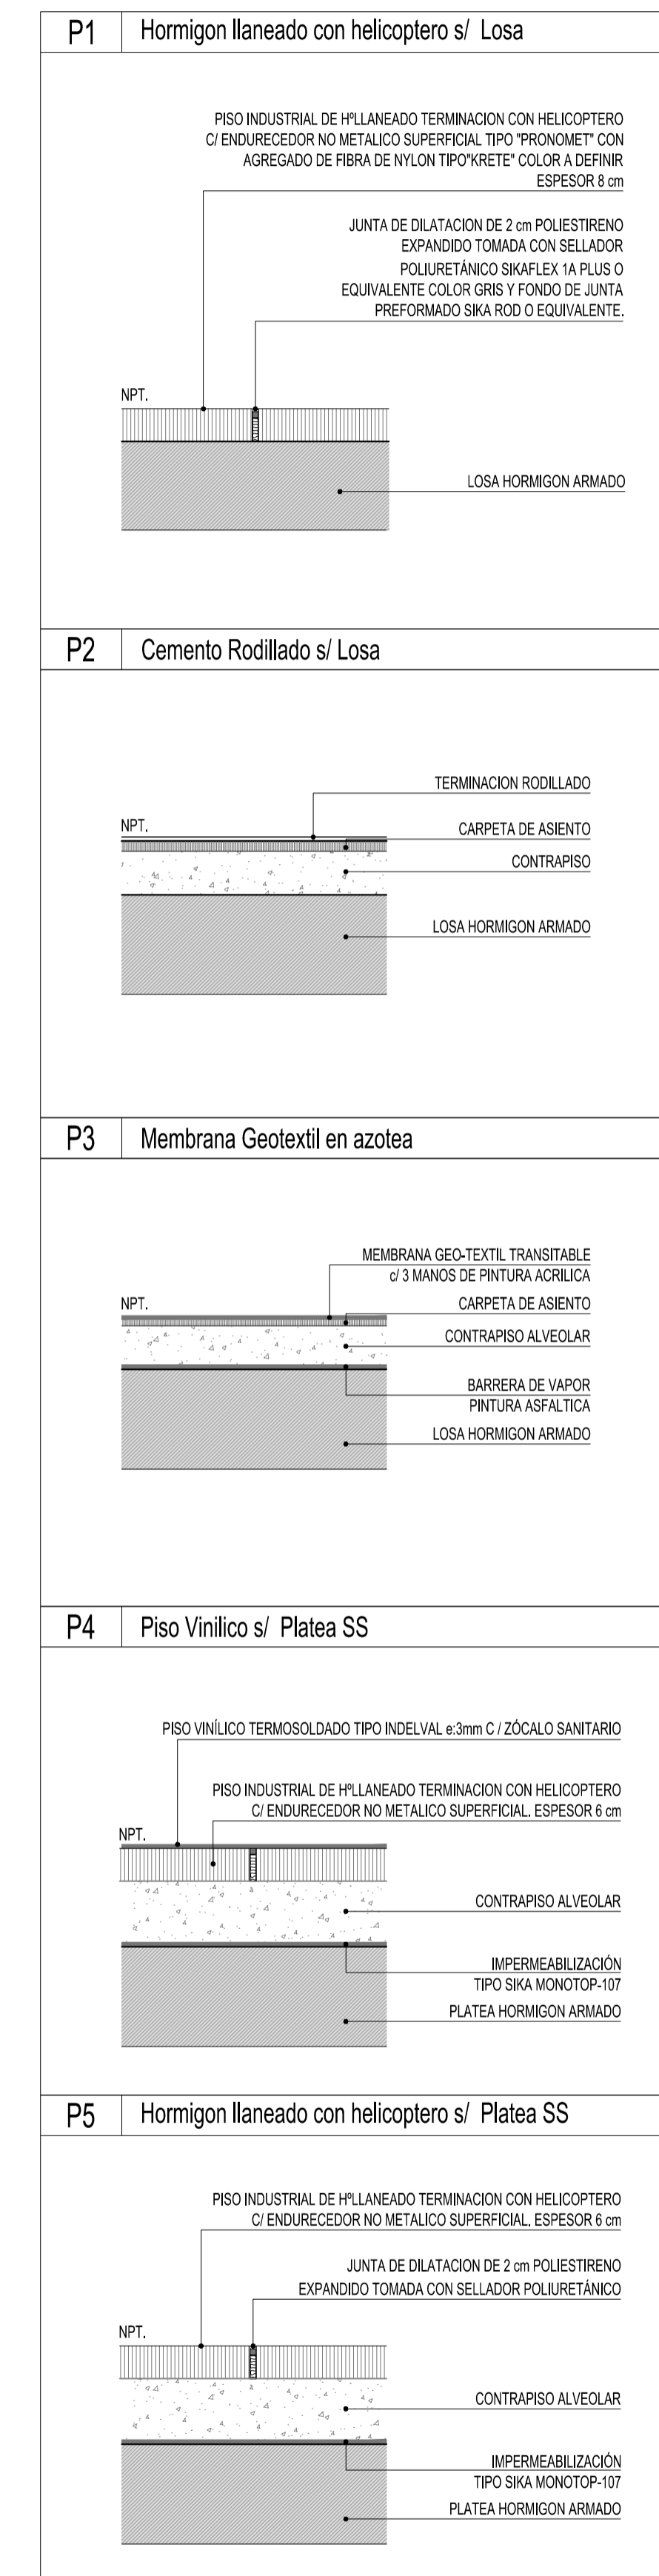 P1
Hormigon llaneado con helicoptero s/ Losa
PISO INDUSTRIAL DE HºLLANEADO TERMINACION CON HELICOPTERO
C/ ENDURECEDOR NO METALICO SUPERFICIAL TIPO "PRONOMET" CON
AGREGADO DE FIBRA DE NYLON TIPO"KRETE" COLOR A DEFINIR
ESPESOR 8 cm
JUNTA DE DILATACION DE 2 cm POLIESTIRENO
EXPANDIDO TOMADA CON SELLADOR
POLIURETÁNICO SIKAFLEX 1A PLUS O
EQUIVALENTE COLOR GRIS Y FONDO DE JUNTA
PREFORMADO SIKA ROD O EQUIVALENTE.
NPT.
LOSA HORMIGON ARMADO
P2
Cemento Rodillado s/ Losa
TERMINACION RODILLADO
NPT.
CARPETA DE ASIENTO
CONTRAPISO
LOSA HORMIGON ARMADO
P3
Membrana Geotextil en azotea
MEMBRANA GEO-TEXTIL TRANSITABLE
c/ 3 MANOS DE PINTURA ACRILICA
NPT.
CARPETA DE ASIENTO
CONTRAPISO ALVEOLAR
BARRERA DE VAPOR
PINTURA ASFALTICA
LOSA HORMIGON ARMADO
P4
Piso Vinilico s/ Platea SS
PISO VINÍLICO TERMOSOLDADO TIPO INDELVAL e:3mm C / ZÓCALO SANITARIO
PISO INDUSTRIAL DE HºLLANEADO TERMINACION CON HELICOPTERO
C/ ENDURECEDOR NO METALICO SUPERFICIAL. ESPESOR 6 cm
NPT.
CONTRAPISO ALVEOLAR
IMPERMEABILIZACIÓN
TIPO SIKA MONOTOP-107
PLATEA HORMIGON ARMADO
P5
Hormigon llaneado con helicoptero s/ Platea SS
PISO INDUSTRIAL DE HºLLANEADO TERMINACION CON HELICOPTERO
C/ ENDURECEDOR NO METALICO SUPERFICIAL. ESPESOR 6 cm
JUNTA DE DILATACION DE 2 cm POLIESTIRENO
EXPANDIDO TOMADA CON SELLADOR POLIURETÁNICO
NPT.
CONTRAPISO ALVEOLAR
IMPERMEABILIZACIÓN
TIPO SIKA MONOTOP-107
PLATEA HORMIGON ARMADO